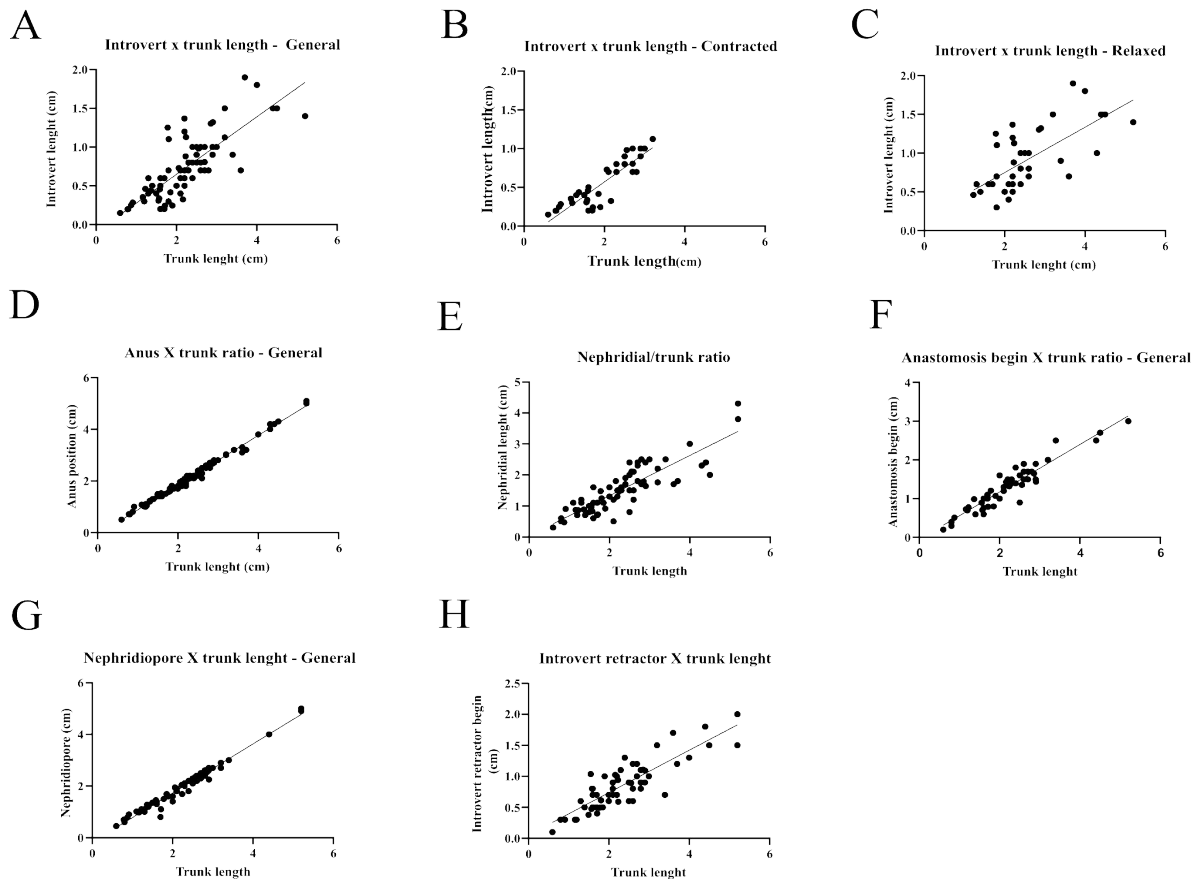 A
Introvert x trunk length - General
2.0
1.5
1.0
0.5
0.0
Introvert lenght (cm)
0 2 4 6
Trunk lenght (cm)
B
Introvert x trunk length - Contracted
2.0
1.5
1.0
0.5
0.0
Introvert length(cm)
0 2 4 6
Trunk length(cm)
C
Introvert x trunk length - Relaxed
2.0
1.5
1.0
0.5
0.0
Introvert lenght (cm)
0 2 4 6
Trunk lenght (cm)
D
Anus X trunk ratio - General
6
4
2
0
Anus position (cm)
0 2 4 6
Trunk lenght (cm)
E
Nephridial/trunk ratio
5
4
3
2
1
0
Nephridial lenght (cm)
0 2 4 6
Trunk length
F
Anastomosis begin X trunk ratio - General
4
3
2
1
0
Anastomosis begin (cm)
0 2 4 6
Trunk lenght
G
Nephridiopore X trunk lenght - General
6
4
2
0
Nephridiopore (cm)
0 2 4 6
Trunk length
H
Introvert retractor X trunk lenght
2.5
2.0
1.5
1.0
0.5
0.0
Introvert retractor begin
(cm)
0 2 4 6
Trunk lenght